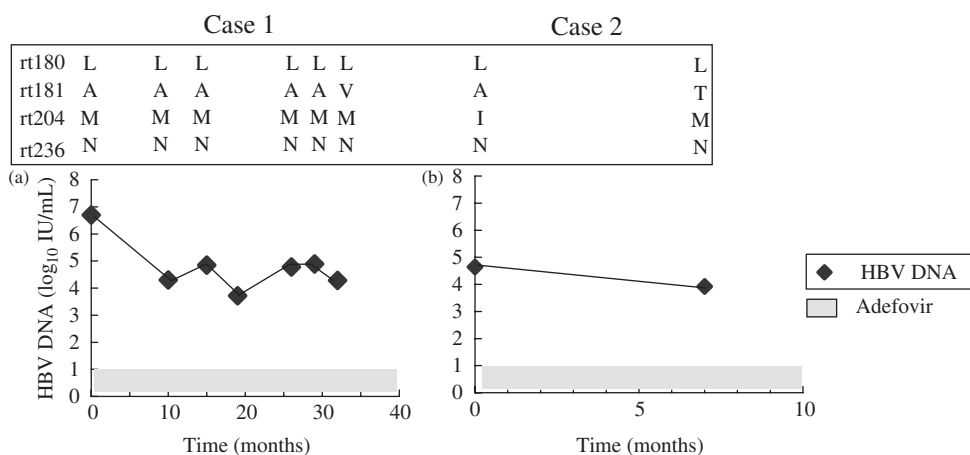 Case 1 Case 2
rt180 L L L L L L L L
rt181 A A A A A V A T
rt204 M M M M M M I M
rt236 N N N N N N N N
(a) (b)
HBV DNA (log10 IU/mL)
8
7
6
5
4
3
2
1
0
0 10 20 30 40
Time (months)
8
7
6
5
4
3
2
1
0
0 5 10
Time (months)
HBV DNA
Adefovir